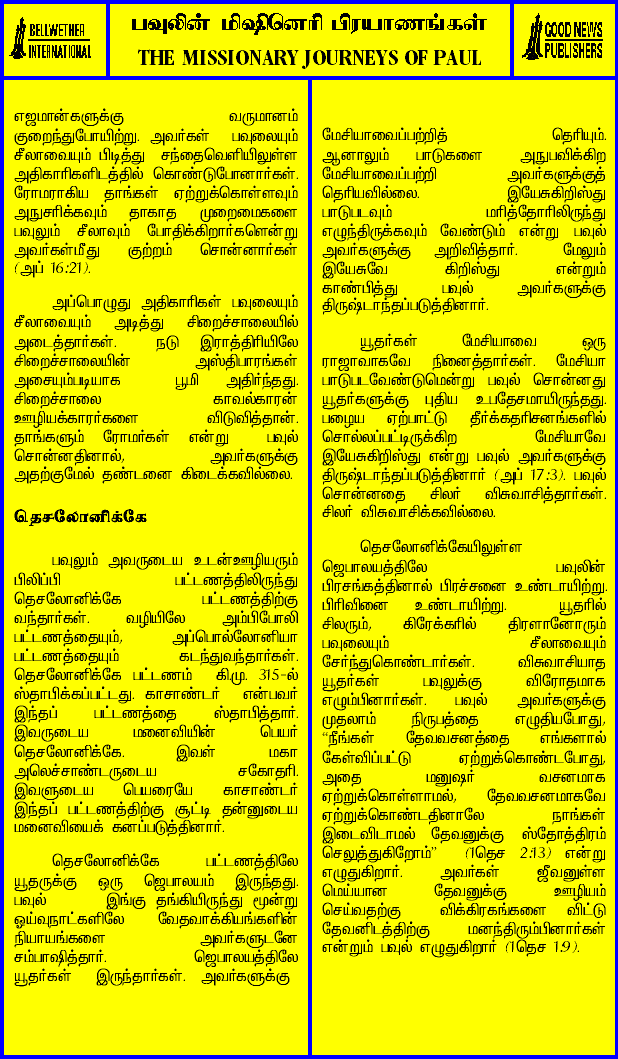 BELLWETHER
INTERNATIONAL
பவுலின் மிஷினெரி பிரயாணங்கள்
THE MISSIONARY JOURNEYS OF PAUL
GOOD NEWS
PUBLISHERS
எஜமான்களுக்கு வருமானம்
குறைந்துபோயிற்று. அவர்கள் பவுலையும்
சீலாவையும் பிடித்து சந்தைவெளியிலுள்ள
அதிகாரிகளிடத்தில் கொண்டுபோனார்கள்.
ரோமராகிய தாங்கள் ஏற்றுக்கொள்ளவும்
அநுசரிக்கவும் தகாத முறைமைகளை
பவுலும் சீலாவும் போதிக்கிறார்களென்று
அவர்கள்மீது குற்றம் சொன்னார்கள்
(அப் 16:21).
அப்பொழுது அதிகாரிகள் பவுலையும்
சீலாவையும் அடித்து சிறைச்சாலையில்
அடைத்தார்கள். நடு இராத்திரியிலே
சிறைச்சாலையின் அஸ்திபாரங்கள்
அசையும்படியாக பூமி அதிர்ந்தது.
சிறைச்சாலை காவல்காரன்
ஊழியக்காரர்களை விடுவித்தான்.
தாங்களும் ரோமர்கள் என்று பவுல்
சொன்னதினால், அவர்களுக்கு
அதற்குமேல் தண்டனை கிடைக்கவில்லை.
தெசலோனிக்கே
பவுலும் அவருடைய உடன்ஊழியரும்
பிலிப்பி பட்டணத்திலிருந்து
தெசலோனிக்கே பட்டணத்திற்கு
வந்தார்கள். வழியிலே அம்பிபோலி
பட்டணத்தையும், அப்பொல்லோனியா
பட்டணத்தையும் கடந்துவந்தார்கள்.
தெசலோனிக்கே பட்டணம் கி.மு. 315-ல்
ஸ்தாபிக்கப்பட்டது. காசாண்டர் என்பவர்
இந்தப் பட்டணத்தை ஸ்தாபித்தார்.
இவருடைய மனைவியின் பெயர்
தெசலோனிக்கே. இவள் மகா
அலெச்சாண்டருடைய சகோதரி.
இவளுடைய பெயரையே காசாண்டர்
இந்தப் பட்டணத்திற்கு சூட்டி தன்னுடைய
மனைவியைக் கனப்படுத்தினார்.
தெசலோனிக்கே பட்டணத்திலே
யூதருக்கு ஒரு ஜெபாலயம் இருந்தது.
பவுல் இங்கு தங்கியிருந்து மூன்று
ஓய்வுநாட்களிலே வேதவாக்கியங்களின்
நியாயங்களை அவர்களுடனே
சம்பாஷித்தார். ஜெபாலயத்திலே
யூதர்கள் இருந்தார்கள். அவர்களுக்கு
மேசியாவைப்பற்றித் தெரியும்.
ஆனாலும் பாடுகளை அநுபவிக்கிற
மேசியாவைப்பற்றி அவர்களுக்குத்
தெரியவில்லை. இயேசுகிறிஸ்து
பாடுபடவும் மரித்தோரிலிருந்து
எழுந்திருக்கவும் வேண்டும் என்று பவுல்
அவர்களுக்கு அறிவித்தார். மேலும்
இயேசுவே கிறிஸ்து என்றும்
காண்பித்து பவுல் அவர்களுக்கு
திருஷ்டாந்தப்படுத்தினார்.
யூதர்கள் மேசியாவை ஒரு
ராஜாவாகவே நினைத்தார்கள். மேசியா
பாடுபடவேண்டுமென்று பவுல் சொன்னது
யூதர்களுக்கு புதிய உபதேசமாயிருந்தது.
பழைய ஏற்பாட்டு தீர்க்கதரிசனங்களில்
சொல்லப்பட்டிருக்கிற மேசியாவே
இயேசுகிறிஸ்து என்று பவுல் அவர்களுக்கு
திருஷ்டாந்தப்படுத்தினார் (அப் 17:3). பவுல்
சொன்னதை சிலர் விசுவாசித்தார்கள்.
சிலர் விசுவாசிக்கவில்லை.
தெசலோனிக்கேயிலுள்ள
ஜெபாலயத்திலே பவுலின்
பிரசங்கத்தினால் பிரச்சனை உண்டாயிற்று.
பிரிவினை உண்டாயிற்று. யூதரில்
சிலரும், கிரேக்கரில் திரளானோரும்
பவுலையும் சீலாவையும்
சேர்ந்துகொண்டார்கள். விசுவாசியாத
யூதர்கள் பவுலுக்கு விரோதமாக
எழும்பினார்கள். பவுல் அவர்களுக்கு
முதலாம் நிருபத்தை எழுதியபோது,
“நீங்கள் தேவவசனத்தை எங்களால்
கேள்விப்பட்டு ஏற்றுக்கொண்டபோது,
அதை மனுஷர் வசனமாக
ஏற்றுக்கொள்ளாமல், தேவவசனமாகவே
ஏற்றுக்கொண்டதினாலே நாங்கள்
இடைவிடாமல் தேவனுக்கு ஸ்தோத்திரம்
செலுத்துகிறோம்” (1தெச 2:13) என்று
எழுதுகிறார். அவர்கள் ஜீவனுள்ள
மெய்யான தேவனுக்கு ஊழியம்
செய்வதற்கு விக்கிரகங்களை விட்டு
தேவனிடத்திற்கு மனந்திரும்பினார்கள்
என்றும் பவுல் எழுதுகிறார் (1தெச 1:9).